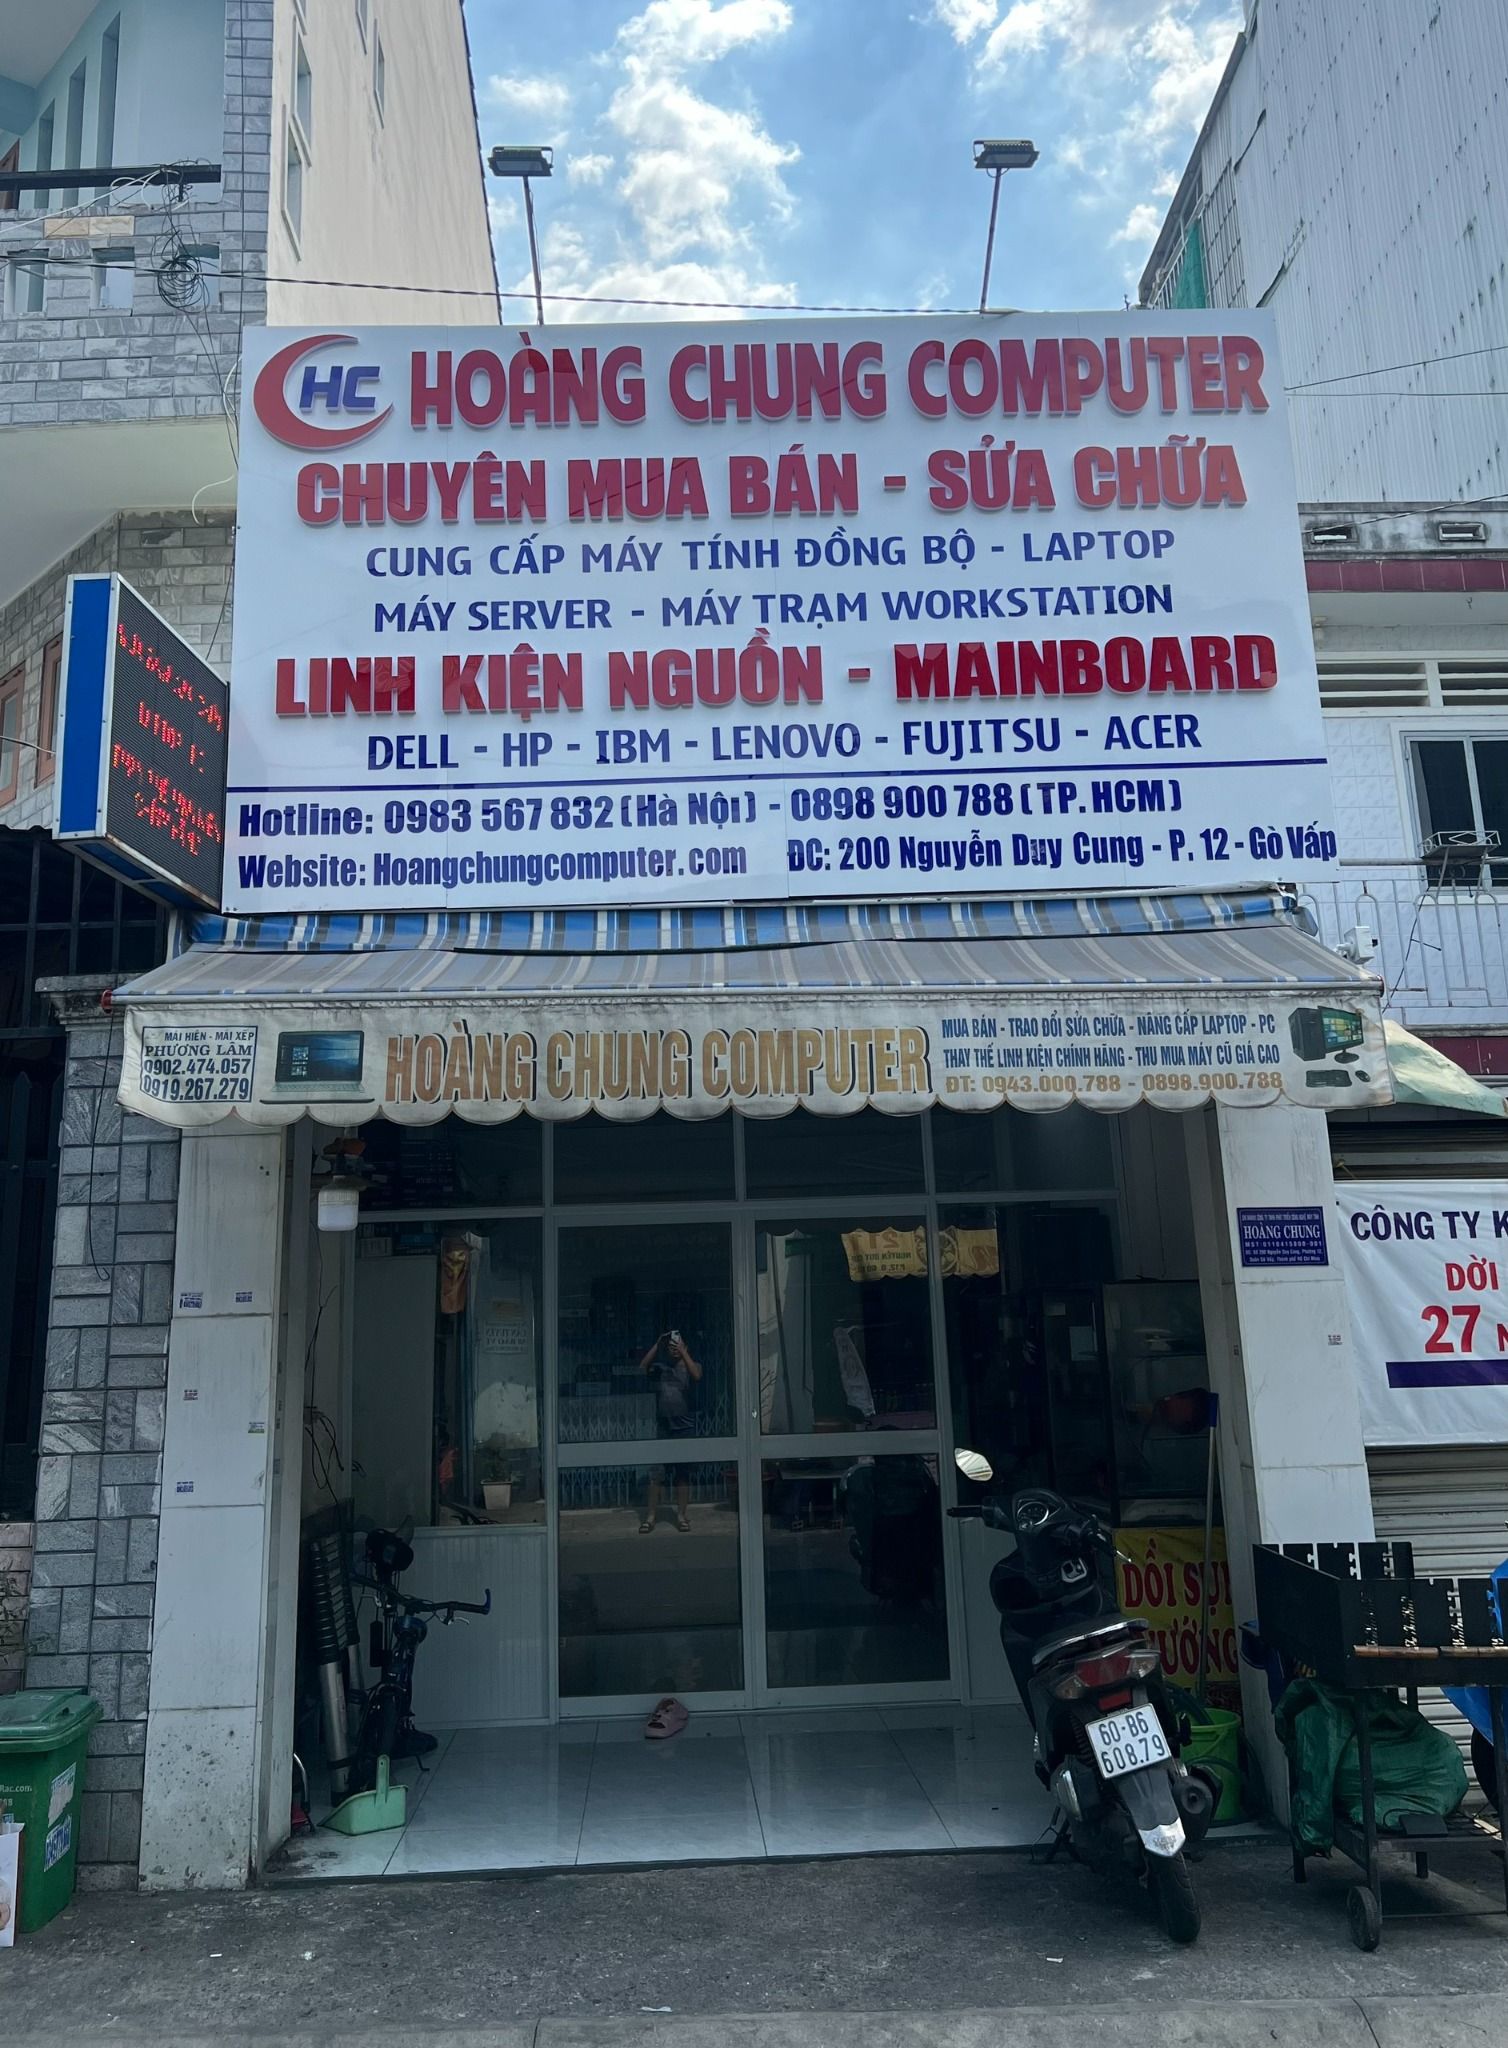 HC HOÀNG CHUNG COMPUTER
CHUYÊN MUA BÁN - SỬA CHỮA
CUNG CẤP MÁY TÍNH ĐỒNG BỘ - LAPTOP
MÁY SERVER - MÁY TRẠM WORKSTATION
LINH KIỆN NGUỒN - MAINBOARD
DELL - HP - IBM - LENOVO - FUJITSU - ACER
Hotline: 0983 567 832 (Hà Nội) - 0898 900 788 (TP. HCM)
Website: Hoangchungcomputer.com ĐC: 200 Nguyễn Duy Cung - P. 12 - Gò Vấp
MÁI HIÊN - MÁI XẾP
PHƯƠNG LÂM
0902.474.057
0919.267.279
HOÀNG CHUNG COMPUTER
MUA BÁN - TRAO ĐỔI SỬA CHỮA - NÂNG CẤP LAPTOP - PC
THAY THẾ LINH KIỆN CHÍNH HÃNG - THU MUA MÁY CŨ GIÁ CAO
ĐT: 0943.000.788 - 0898.900.788
HOÀNG CHUNG
CÔNG TY
DỜI
27
DỒI SỤN
NƯỚNG
60-B6
608.79